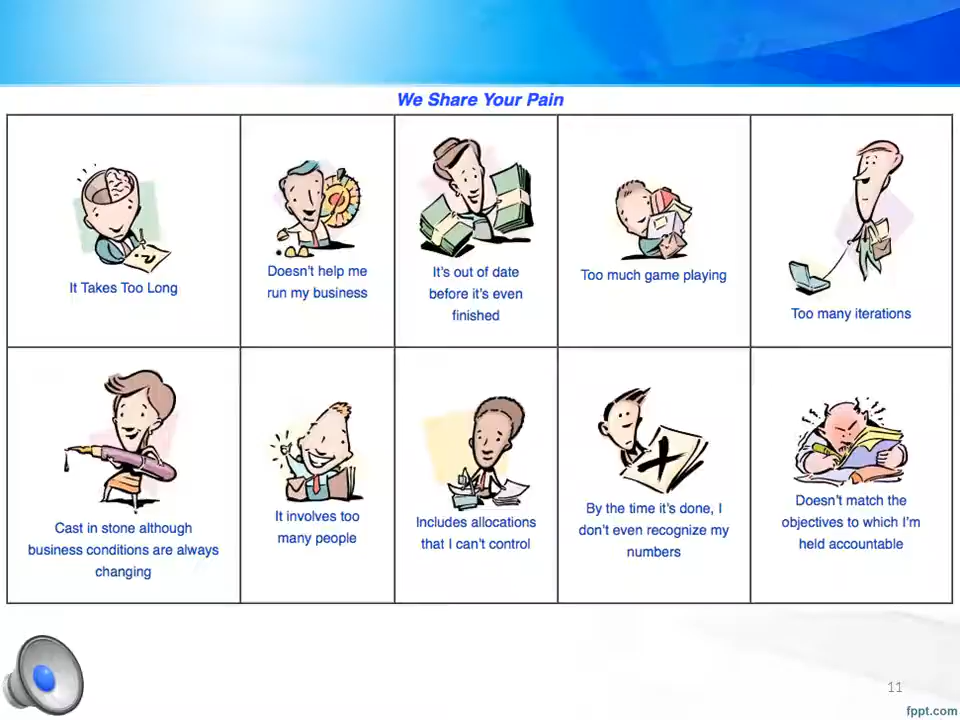 We Share Your Pain
It Takes Too Long
Doesn't help me
run my business
It's out of date
before it's even
finished
Too much game playing
Too many iterations
Cast in stone although
business conditions are always
changing
It involves too
many people
Includes allocations
that I can't control
By the time it's done, I
don't even recognize my
numbers
Doesn't match the
objectives to which I'm
held accountable
11
fppt.com